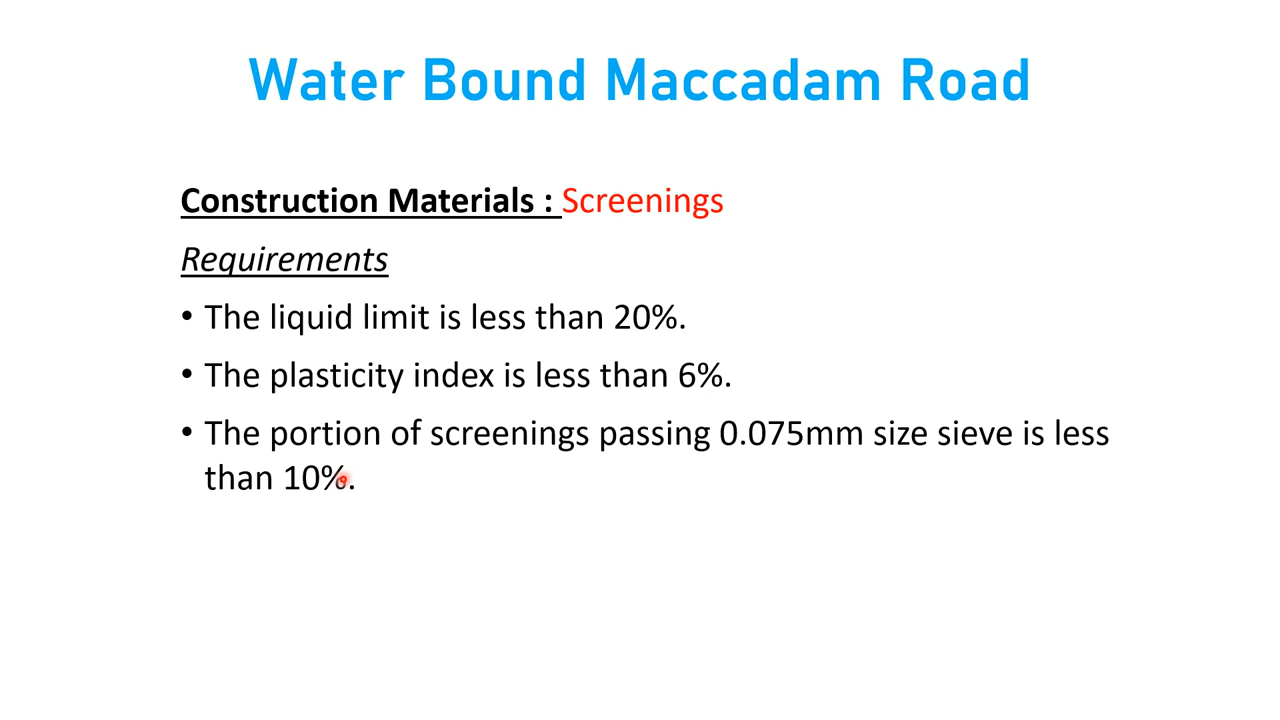 Water Bound Maccadam Road
Construction Materials : Screenings
Requirements
• The liquid limit is less than 20%.
• The plasticity index is less than 6%.
• The portion of screenings passing 0.075mm size sieve is less
than 10%.